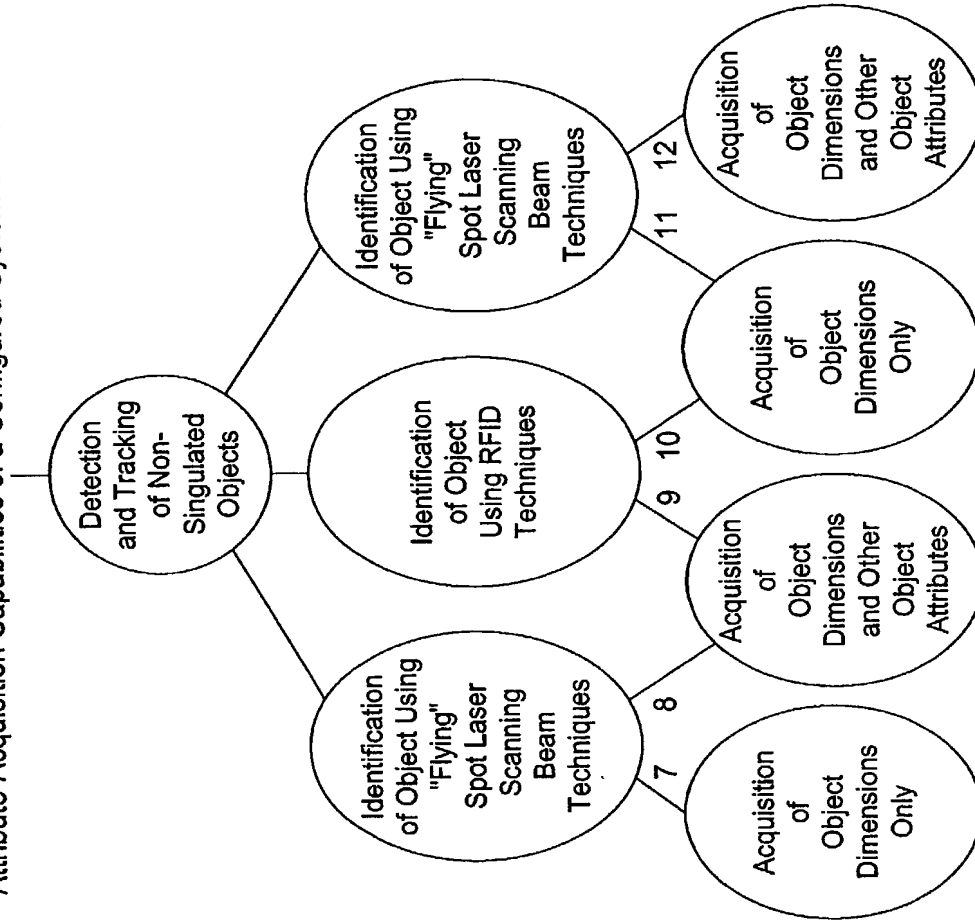 Attribute Acquisition Capabilities of a Configured
Detection
and Tracking
of Non-
Singulated
Objects
Identification
of Object Using
"Flying"
Spot Laser
Scanning
Beam
Techniques
Identification
of Object
Using RFID
Techniques
Identification
of Object Using
"Flying"
Spot Laser
Scanning
Beam
Techniques
7
8
9
10
11
12
Acquisition
of
Object
Dimensions
Only
Acquisition
of
Object
Dimensions
and Other
Object
Attributes
Acquisition
of
Object
Dimensions
Only
Acquisition
of
Object
Dimensions
and Other
Object
Attributes